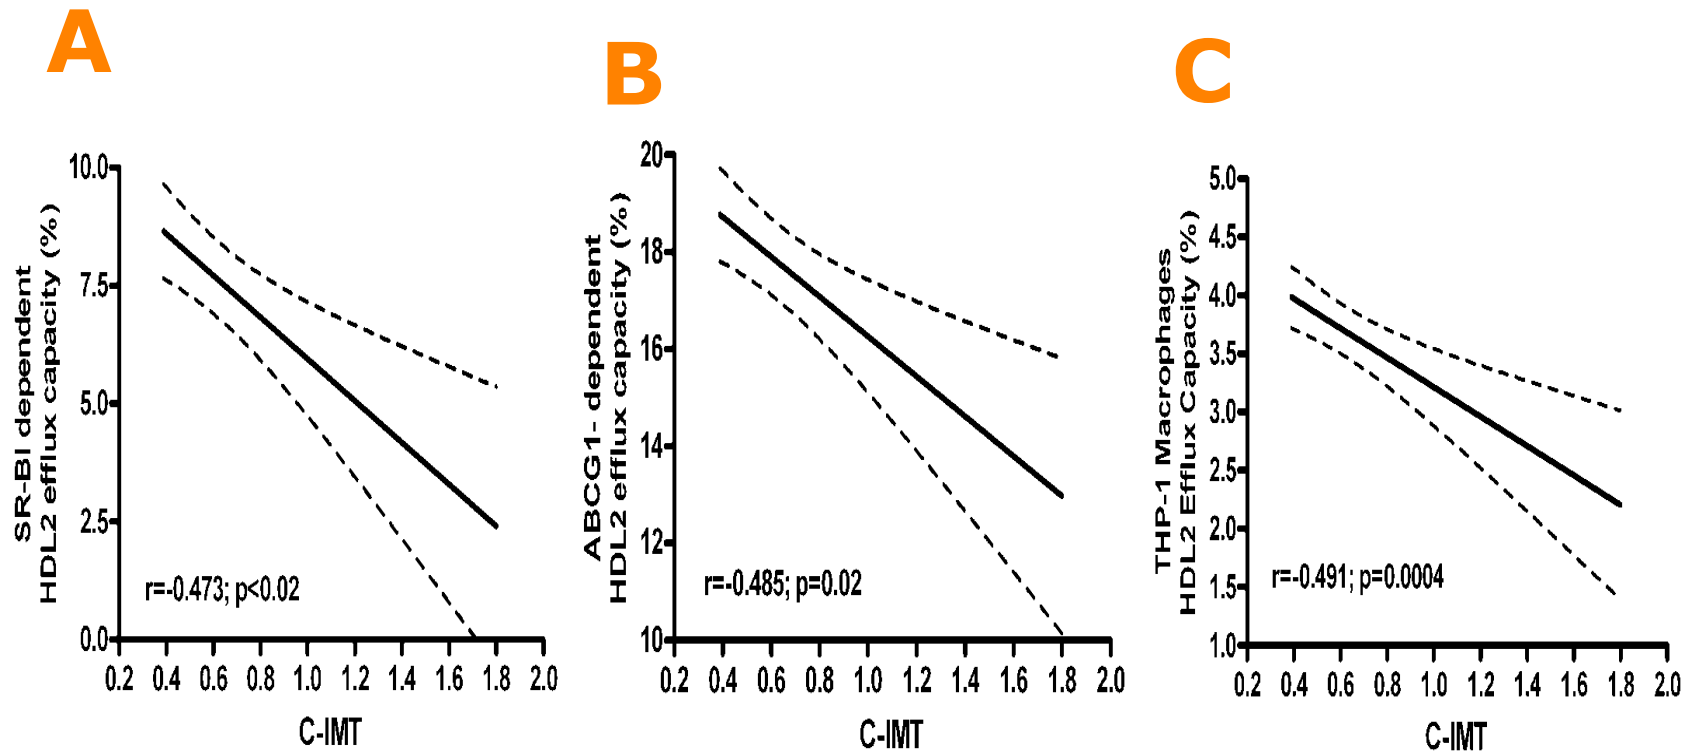 A
SR-BI dependent
HDL2 efflux capacity (%)
10.0
7.5
5.0
2.5
0.0
r=-0.473; p<0.02
0.2 0.4 0.6 0.8 1.0 1.2 1.4 1.6 1.8 2.0
C-IMT
B
ABCG1- dependent
HDL2 efflux capacity (%)
20
18
16
14
12
10
r=-0.485; p=0.02
0.2 0.4 0.6 0.8 1.0 1.2 1.4 1.6 1.8 2.0
C-IMT
C
THP-1 Macrophages
HDL2 Efflux Capacity (%)
5.0
4.5
4.0
3.5
3.0
2.5
2.0
1.5
1.0
r=-0.491; p=0.0004
0.2 0.4 0.6 0.8 1.0 1.2 1.4 1.6 1.8 2.0
C-IMT